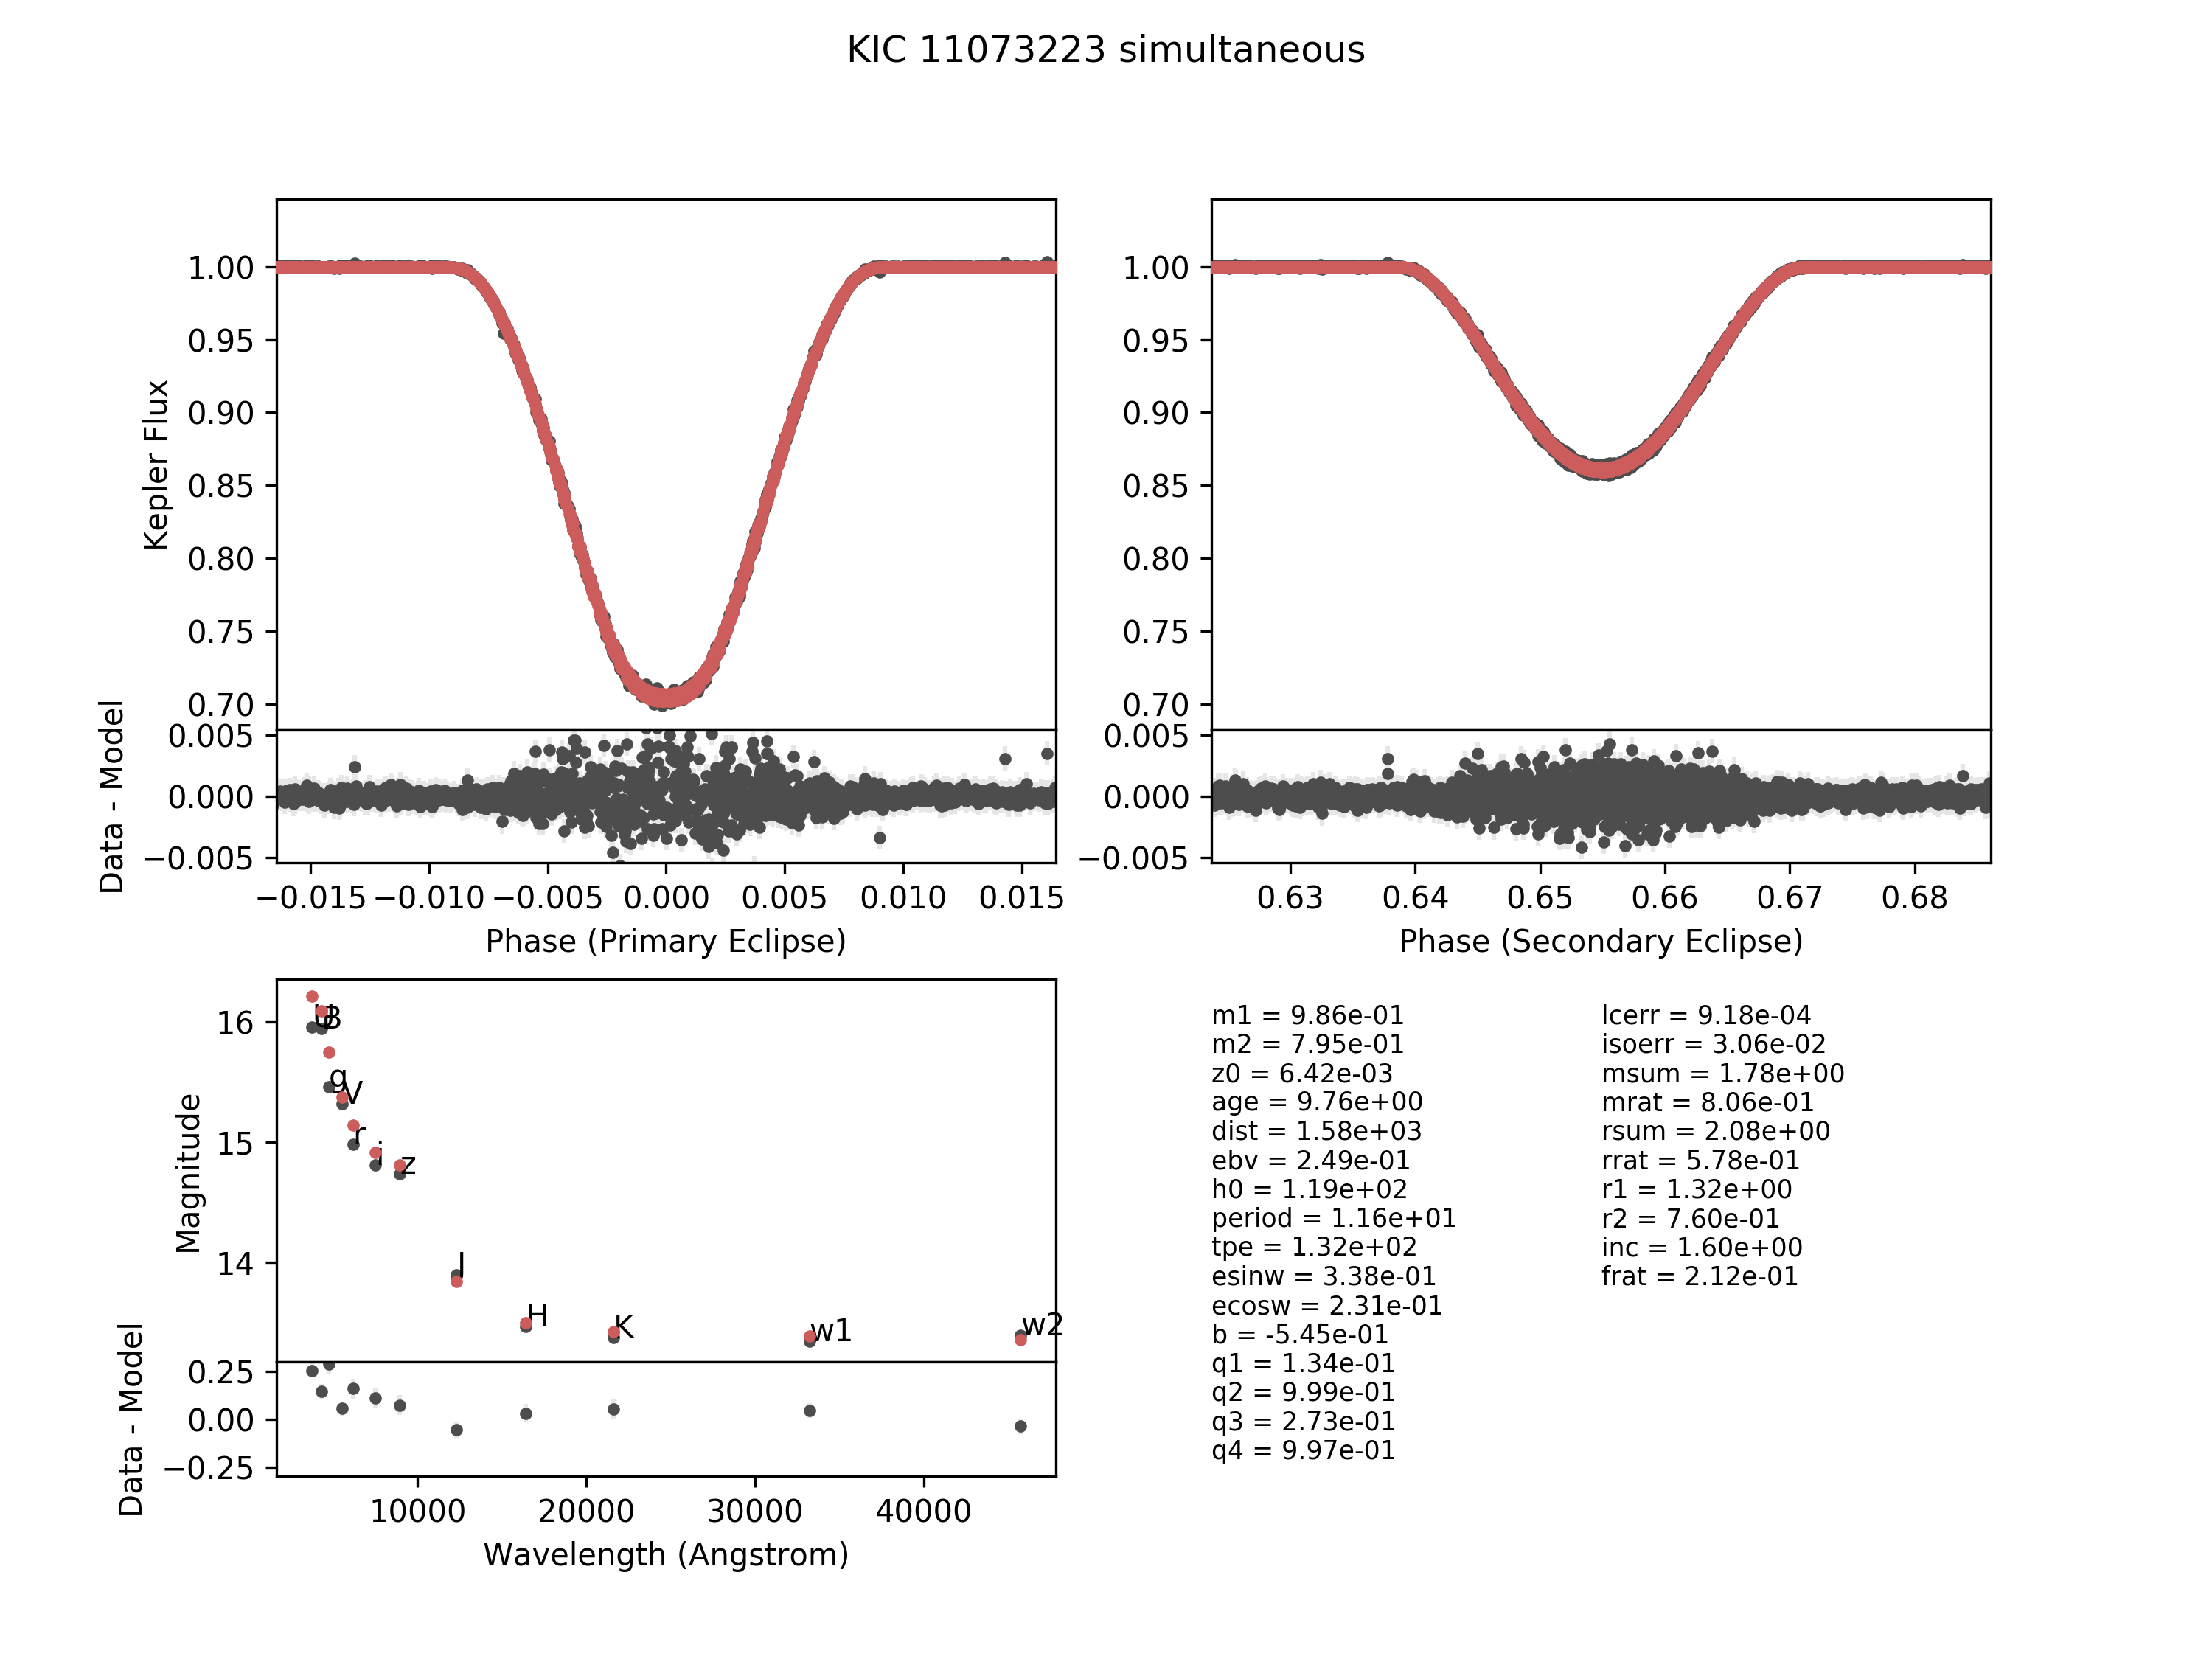 KIC 11073223 simultaneous
1.00
0.95
0.90
0.85
0.80
0.75
0.70
Kepler Flux
0.005
0.000
−0.005
Data - Model
−0.015 −0.010 −0.005 0.000 0.005 0.010 0.015
Phase (Primary Eclipse)
1.00
0.95
0.90
0.85
0.80
0.75
0.70
0.005
0.000
−0.005
0.63 0.64 0.65 0.66 0.67 0.68
Phase (Secondary Eclipse)
16
15
14
Magnitude
U
B
g
V
r
i
z
J
H
K
w1
w2
0.25
0.00
−0.25
Data - Model
10000 20000 30000 40000
Wavelength (Angstrom)
m1 = 9.86e-01
m2 = 7.95e-01
z0 = 6.42e-03
age = 9.76e+00
dist = 1.58e+03
ebv = 2.49e-01
h0 = 1.19e+02
period = 1.16e+01
tpe = 1.32e+02
esinw = 3.38e-01
ecosw = 2.31e-01
b = -5.45e-01
q1 = 1.34e-01
q2 = 9.99e-01
q3 = 2.73e-01
q4 = 9.97e-01
lcerr = 9.18e-04
isoerr = 3.06e-02
msum = 1.78e+00
mrat = 8.06e-01
rsum = 2.08e+00
rrat = 5.78e-01
r1 = 1.32e+00
r2 = 7.60e-01
inc = 1.60e+00
frat = 2.12e-01